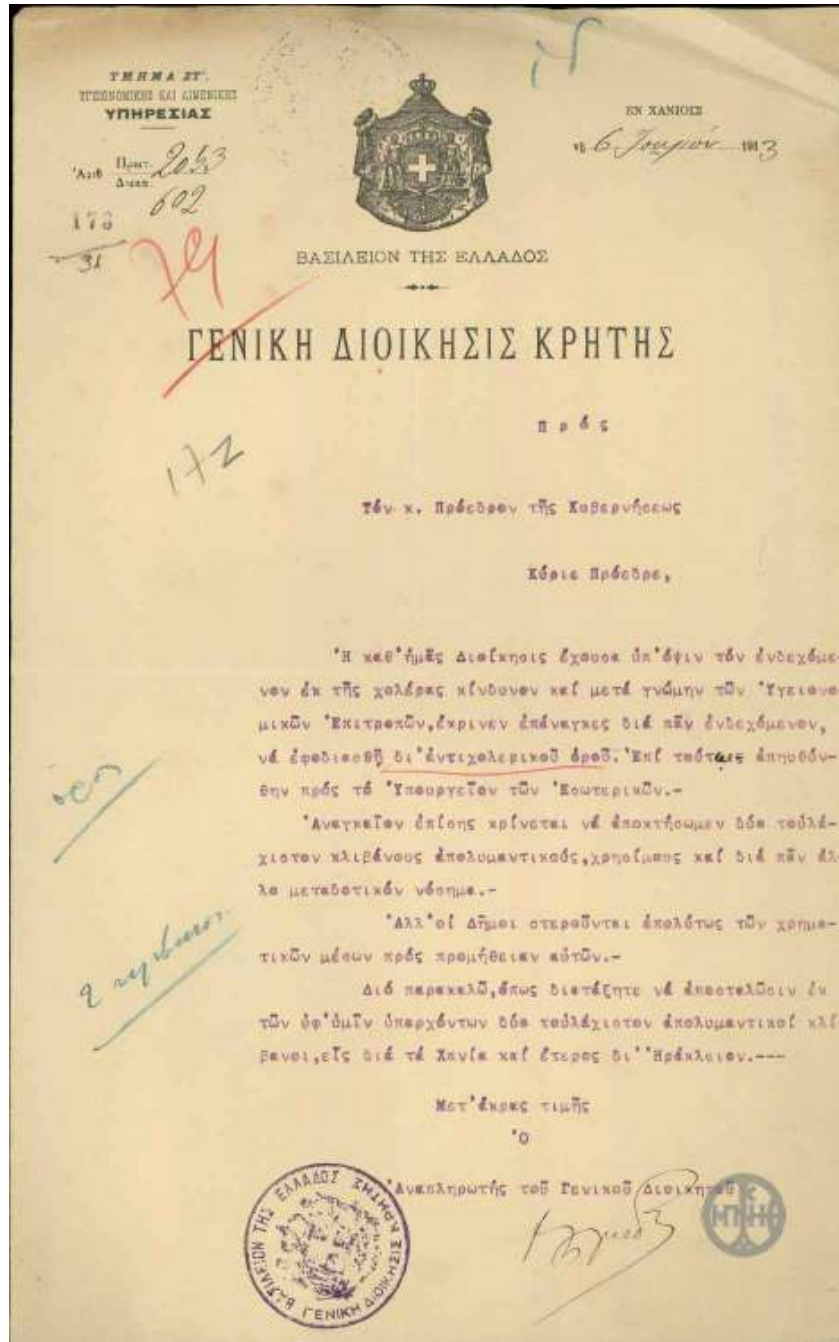 ΤΜΗΜΑ ΣΤ'.
ΥΓΕΙΟΝΟΜΙΚΗΣ ΚΑΙ ΛΙΜΕΝΙΚΗΣ
ΥΠΗΡΕΣΙΑΣ
ΕΝ ΧΑΝΙΟΙΣ
τῇ 6 1913
Ἀριθ. Πρωτ. 2053
Διεκπ. 602
173
31
ΒΑΣΙΛΕΙΟΝ ΤΗΣ ΕΛΛΑΔΟΣ
ΓΕΝΙΚΗ ΔΙΟΙΚΗΣΙΣ ΚΡΗΤΗΣ
172
Πρός
Τόν κ. Πρόεδρον τῆς Κυβερνήσεως
Κύριε Πρόεδρε,
Ἡ καθ'ἡμᾶς Διοίκησις ἔχουσα ὑπ'ὄψιν τόν ἐνδεχόμε-
νον ἐκ τῆς χολέρας κίνδυνον καί μετά γνώμην τῶν Ὑγειονο
μικῶν Ἐπιτροπῶν,ἔκρινεν ἐπάναγκες διά πᾶν ἐνδεχόμενον,
νά ἐφοδιασθῇ δι'ἀντιχολερικοῦ ὀροῦ.Ἐπί τούτῳ ἀπηυθύν-
θην πρός τό Ὑπουργεῖον τῶν Ἐσωτερικῶν.-
Ἀναγκαῖον ἐπίσης κρίνεται νά ἀποκτήσωμεν δύο τοὐλά-
χιστον κλιβάνους ἀπολυμαντικούς,χρησίμους καί διά πᾶν ἄλ
λο μεταδοτικόν νόσημα.-
Ἀλλ'οἱ Δῆμοι στεροῦνται ἀπολύτως τῶν χρημα-
τικῶν μέσων πρός προμήθειαν αὐτῶν.-
Διό παρακαλῶ,ὅπως διατάξητε νά ἀποσταλῶσιν ἐκ
τῶν ὑφ'ὑμῖν ὑπαρχόντων δύο τοὐλάχιστον ἀπολυμαντικοί κλί
βανοι,εἷς διά τά Χανία καί ἕτερος δι' Ἡράκλειον.---
Μετ'ἄκρας τιμῆς
Ὁ
Ἀναπληρωτής τοῦ Γενικοῦ Διοικητοῦ
ΒΑΣΙΛΕΙΟΝ ΤΗΣ ΕΛΛΑΔΟΣ
ΓΕΝΙΚΗ ΔΙΟΙΚΗΣΙΣ ΚΡΗΤΗΣ